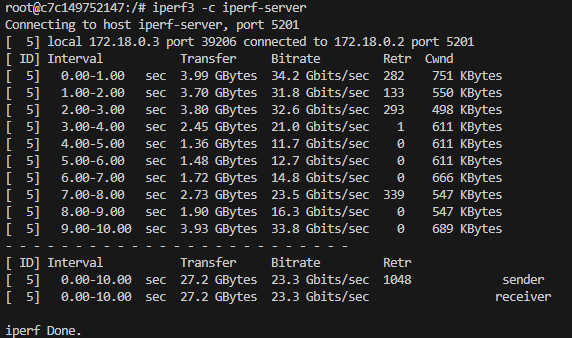 root@c7c149752147:/# iperf3 -c iperf-server
Connecting to host iperf-server, port 5201
[  5] local 172.18.0.3 port 39206 connected to 172.18.0.2 port 5201
[ ID] Interval           Transfer     Bitrate         Retr  Cwnd
[  5]   0.00-1.00   sec  3.99 GBytes  34.2 Gbits/sec  282    751 KBytes
[  5]   1.00-2.00   sec  3.70 GBytes  31.8 Gbits/sec  133    550 KBytes
[  5]   2.00-3.00   sec  3.80 GBytes  32.6 Gbits/sec  293    498 KBytes
[  5]   3.00-4.00   sec  2.45 GBytes  21.0 Gbits/sec    1    611 KBytes
[  5]   4.00-5.00   sec  1.36 GBytes  11.7 Gbits/sec    0    611 KBytes
[  5]   5.00-6.00   sec  1.48 GBytes  12.7 Gbits/sec    0    611 KBytes
[  5]   6.00-7.00   sec  1.72 GBytes  14.8 Gbits/sec    0    666 KBytes
[  5]   7.00-8.00   sec  2.73 GBytes  23.5 Gbits/sec  339    547 KBytes
[  5]   8.00-9.00   sec  1.90 GBytes  16.3 Gbits/sec    0    547 KBytes
[  5]   9.00-10.00  sec  3.93 GBytes  33.8 Gbits/sec    0    689 KBytes
- - - - - - - - - - - - - - - - - - - - - - - - -
[ ID] Interval           Transfer     Bitrate         Retr
[  5]   0.00-10.00  sec  27.2 GBytes  23.3 Gbits/sec  1048             sender
[  5]   0.00-10.00  sec  27.2 GBytes  23.3 Gbits/sec                  receiver

iperf Done.